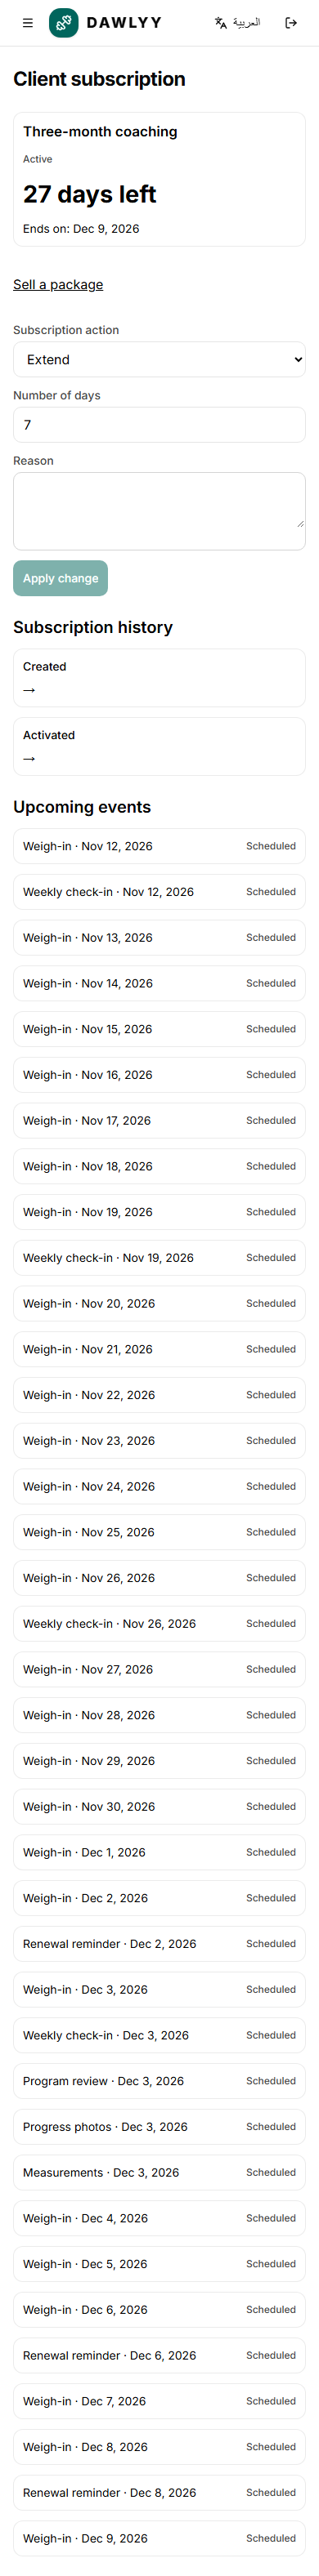 DAWLYY
العربية
Client subscription
Three-month coaching
Active
27 days left
Ends on: Dec 9, 2026
Sell a package
Subscription action
Extend
Number of days
7
Reason
Apply change
Subscription history
Created
→
Activated
→
Upcoming events
Weigh-in · Nov 12, 2026 Scheduled
Weekly check-in · Nov 12, 2026 Scheduled
Weigh-in · Nov 13, 2026 Scheduled
Weigh-in · Nov 14, 2026 Scheduled
Weigh-in · Nov 15, 2026 Scheduled
Weigh-in · Nov 16, 2026 Scheduled
Weigh-in · Nov 17, 2026 Scheduled
Weigh-in · Nov 18, 2026 Scheduled
Weigh-in · Nov 19, 2026 Scheduled
Weekly check-in · Nov 19, 2026 Scheduled
Weigh-in · Nov 20, 2026 Scheduled
Weigh-in · Nov 21, 2026 Scheduled
Weigh-in · Nov 22, 2026 Scheduled
Weigh-in · Nov 23, 2026 Scheduled
Weigh-in · Nov 24, 2026 Scheduled
Weigh-in · Nov 25, 2026 Scheduled
Weigh-in · Nov 26, 2026 Scheduled
Weekly check-in · Nov 26, 2026 Scheduled
Weigh-in · Nov 27, 2026 Scheduled
Weigh-in · Nov 28, 2026 Scheduled
Weigh-in · Nov 29, 2026 Scheduled
Weigh-in · Nov 30, 2026 Scheduled
Weigh-in · Dec 1, 2026 Scheduled
Weigh-in · Dec 2, 2026 Scheduled
Renewal reminder · Dec 2, 2026 Scheduled
Weigh-in · Dec 3, 2026 Scheduled
Weekly check-in · Dec 3, 2026 Scheduled
Program review · Dec 3, 2026 Scheduled
Progress photos · Dec 3, 2026 Scheduled
Measurements · Dec 3, 2026 Scheduled
Weigh-in · Dec 4, 2026 Scheduled
Weigh-in · Dec 5, 2026 Scheduled
Weigh-in · Dec 6, 2026 Scheduled
Renewal reminder · Dec 6, 2026 Scheduled
Weigh-in · Dec 7, 2026 Scheduled
Weigh-in · Dec 8, 2026 Scheduled
Renewal reminder · Dec 8, 2026 Scheduled
Weigh-in · Dec 9, 2026 Scheduled